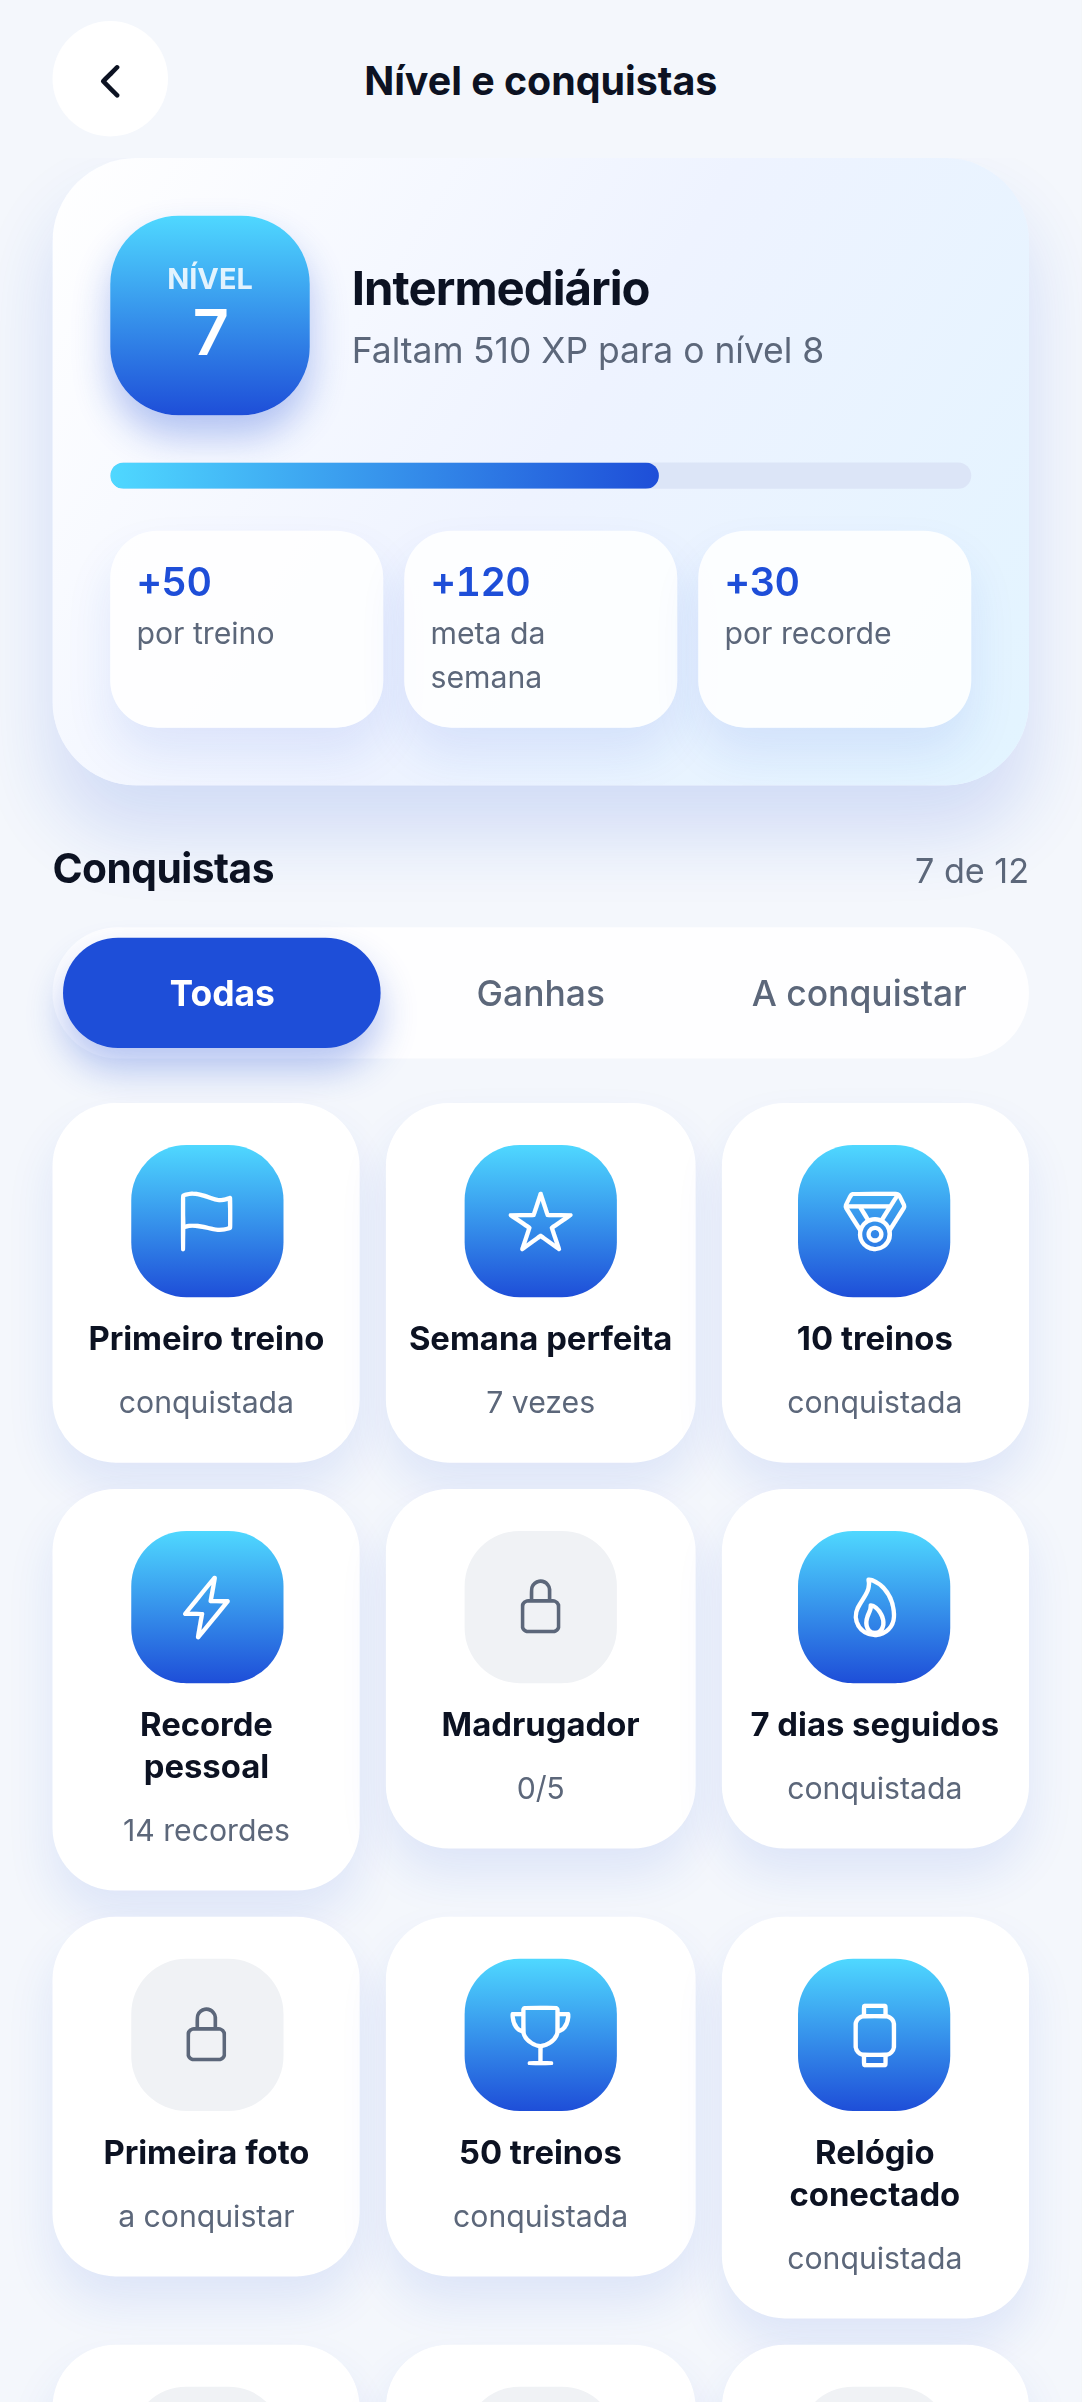 Nível e conquistas
NÍVEL
7
Intermediário
Faltam 510 XP para o nível 8
+50
por treino
+120
meta da
semana
+30
por recorde
Conquistas
7 de 12
Todas
Ganhas
A conquistar
Primeiro treino
conquistada
Semana perfeita
7 vezes
10 treinos
conquistada
Recorde
pessoal
14 recordes
Madrugador
0/5
7 dias seguidos
conquistada
Primeira foto
a conquistar
50 treinos
conquistada
Relógio
conectado
conquistada